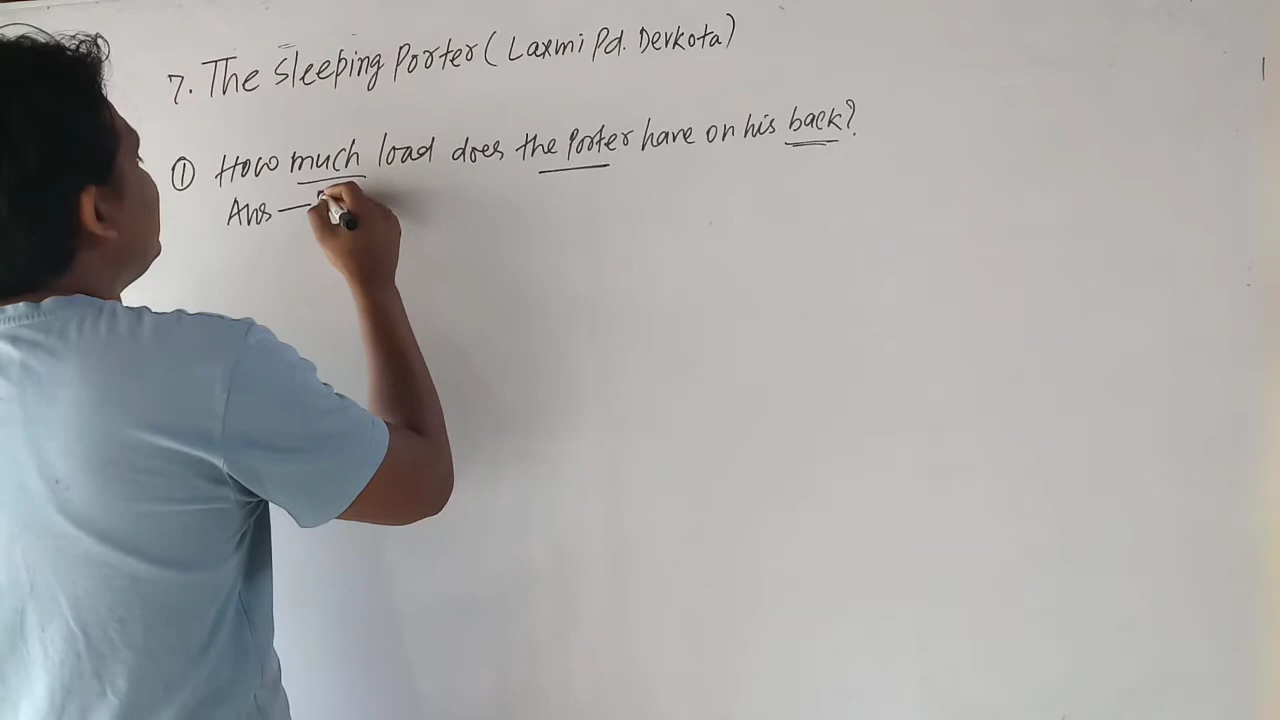 7. The Sleeping Porter (Laxmi Pd. Devkota)
① How much load does the Porter have on his back?
Ans —